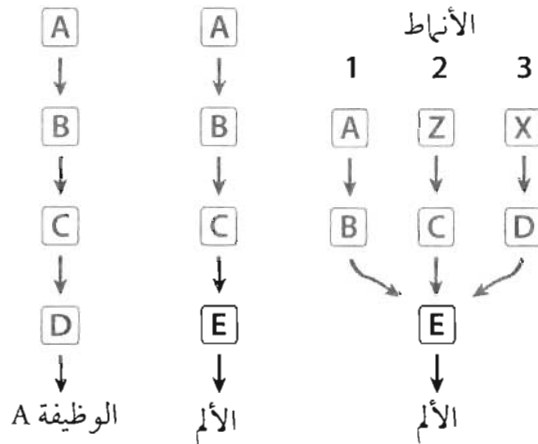 الأنماط
1 2 3
A A
B B A Z X
C C B C D
D E E
الوظيفة A الألم الألم